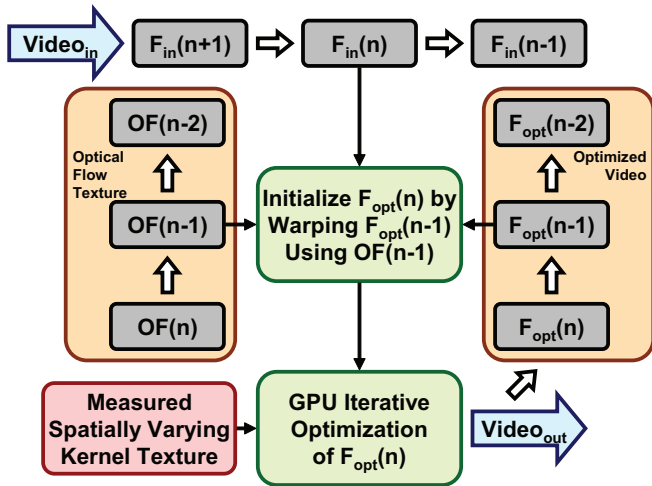 Video_in
F_in(n+1)
F_in(n)
F_in(n-1)
OF(n-2)
Optical
Flow
Texture
OF(n-1)
OF(n)
Initialize F_opt(n) by
Warping F_opt(n-1)
Using OF(n-1)
F_opt(n-2)
Optimized
Video
F_opt(n-1)
F_opt(n)
Measured
Spatially Varying
Kernel Texture
GPU Iterative
Optimization
of F_opt(n)
Video_out